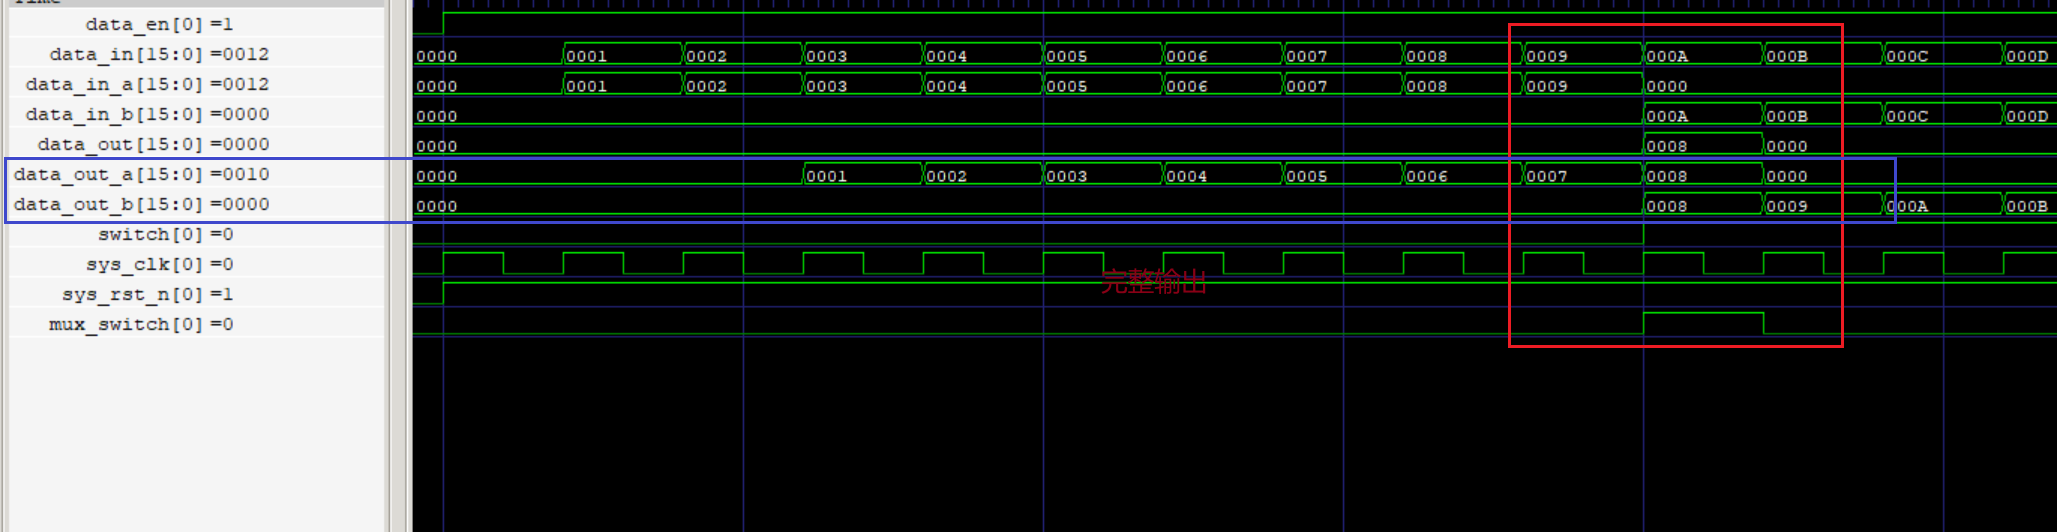 data_en[0] =1
data_in[15:0] =0012 0000 0001 0002 0003 0004 0005 0006 0007 0008 0009 000A 000B 000C 000D
data_in_a[15:0] =0012 0000 0001 0002 0003 0004 0005 0006 0007 0008 0009 0000
data_in_b[15:0] =0000 0000 000A 000B 000C 000D
data_out[15:0] =0000 0000 0008 0000
data_out_a[15:0] =0010 0000 0001 0002 0003 0004 0005 0006 0007 0008 0000
data_out_b[15:0] =0000 0000 0008 0009 000A 000B
switch[0] =0
sys_clk[0] =0
完整输出
sys_rst_n[0] =1
mux_switch[0] =0